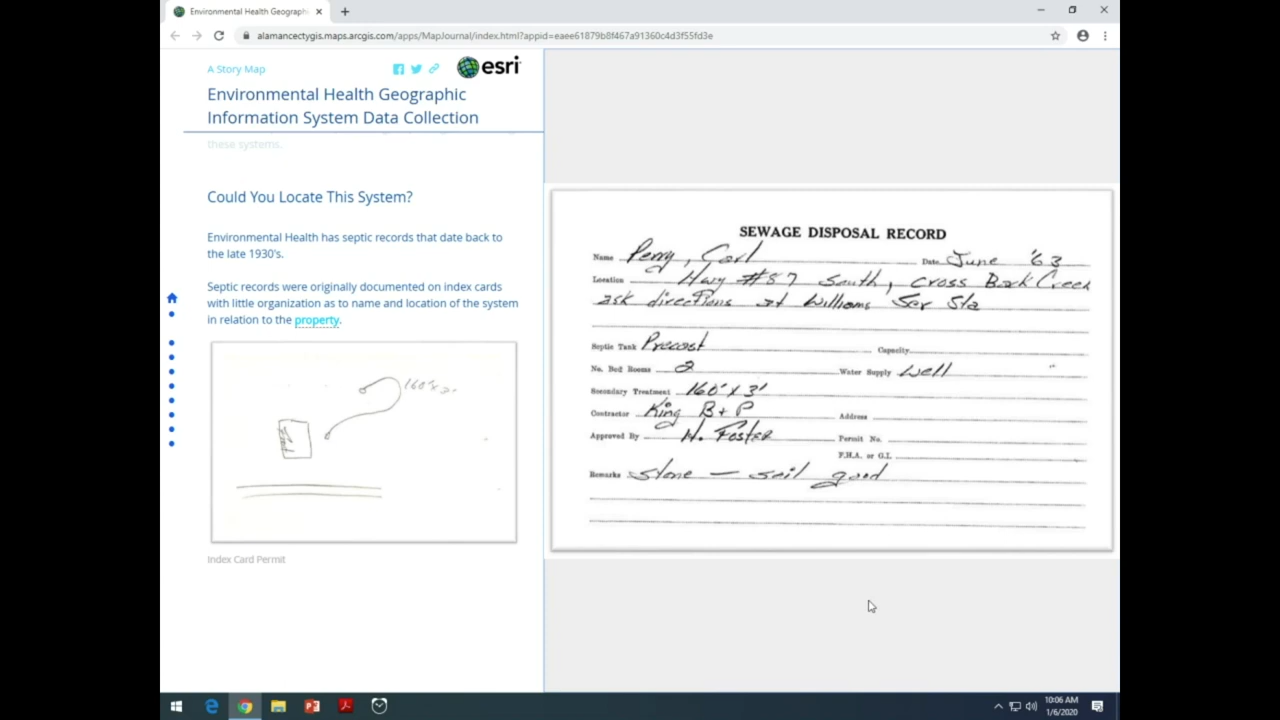 Environmental Health Geograph
alamancectygis.maps.arcgis.com/apps/MapJournal/index.html?appid=eaee61879b8f467a91360c4d3f55fd3e
A Story Map
esri
Environmental Health Geographic
Information System Data Collection
these systems.
Could You Locate This System?
Environmental Health has septic records that date back to
the late 1930's.
Septic records were originally documented on index cards
with little organization as to name and location of the system
in relation to the property.
160'x3'
Index Card Permit
SEWAGE DISPOSAL RECORD
Name Perry, Carl Date June '63
Location Hwy #87 South, cross Back Creek
ask directions at Williams Ser Sta
Septic Tank Precast Capacity
No. Bed Rooms 2 Water Supply Well
Secondary Treatment 160' x 3'
Contractor King B + P Address
Approved By H. Foster Permit No.
F.H.A. or G.I.
Remarks stone — soil good
10:06 AM
1/6/2020